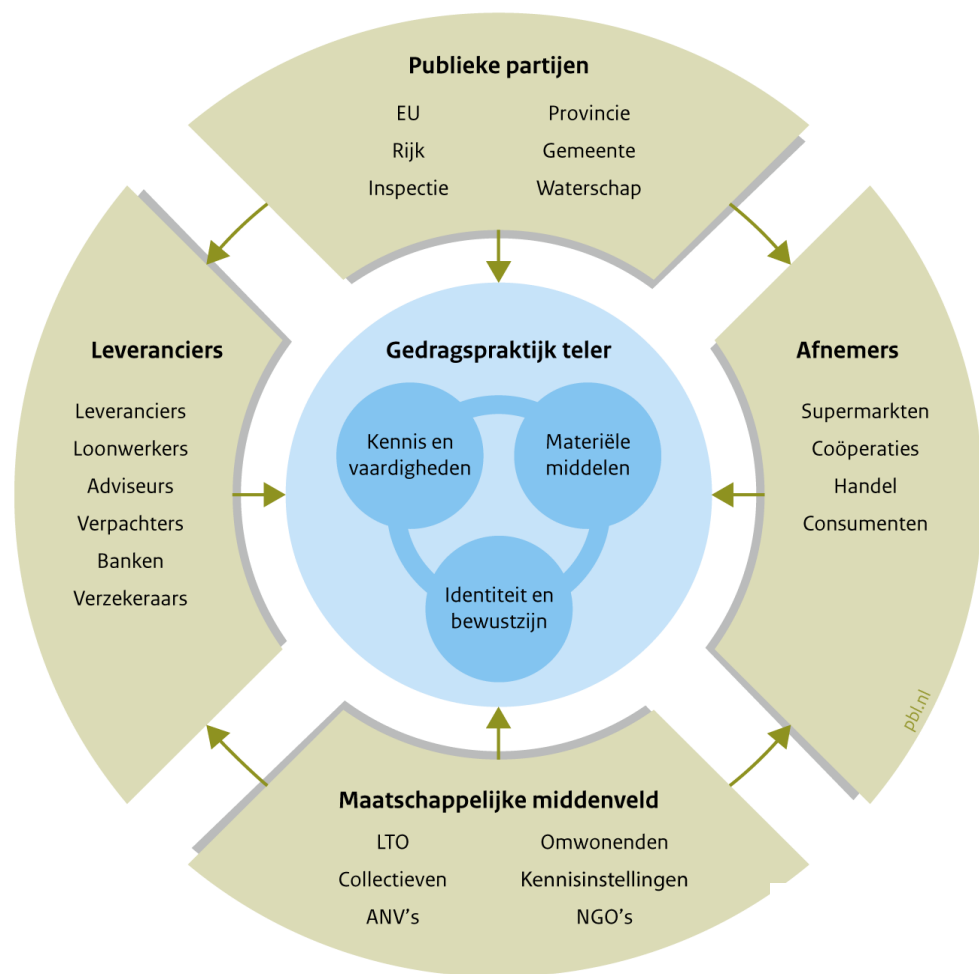 Publieke partijen
EU
Rijk
Inspectie
Provincie
Gemeente
Waterschap
Leveranciers
Leveranciers
Loonwerkers
Adviseurs
Verpachters
Banken
Verzekeraars
Gedragspraktijk teler
Kennis en
vaardigheden
Materiële
middelen
Identiteit en
bewustzijn
Afnemers
Supermarkten
Coöperaties
Handel
Consumenten
pbl.nl
Maatschappelijke middenveld
LTO
Collectieven
ANV's
Omwonenden
Kennisinstellingen
NGO's